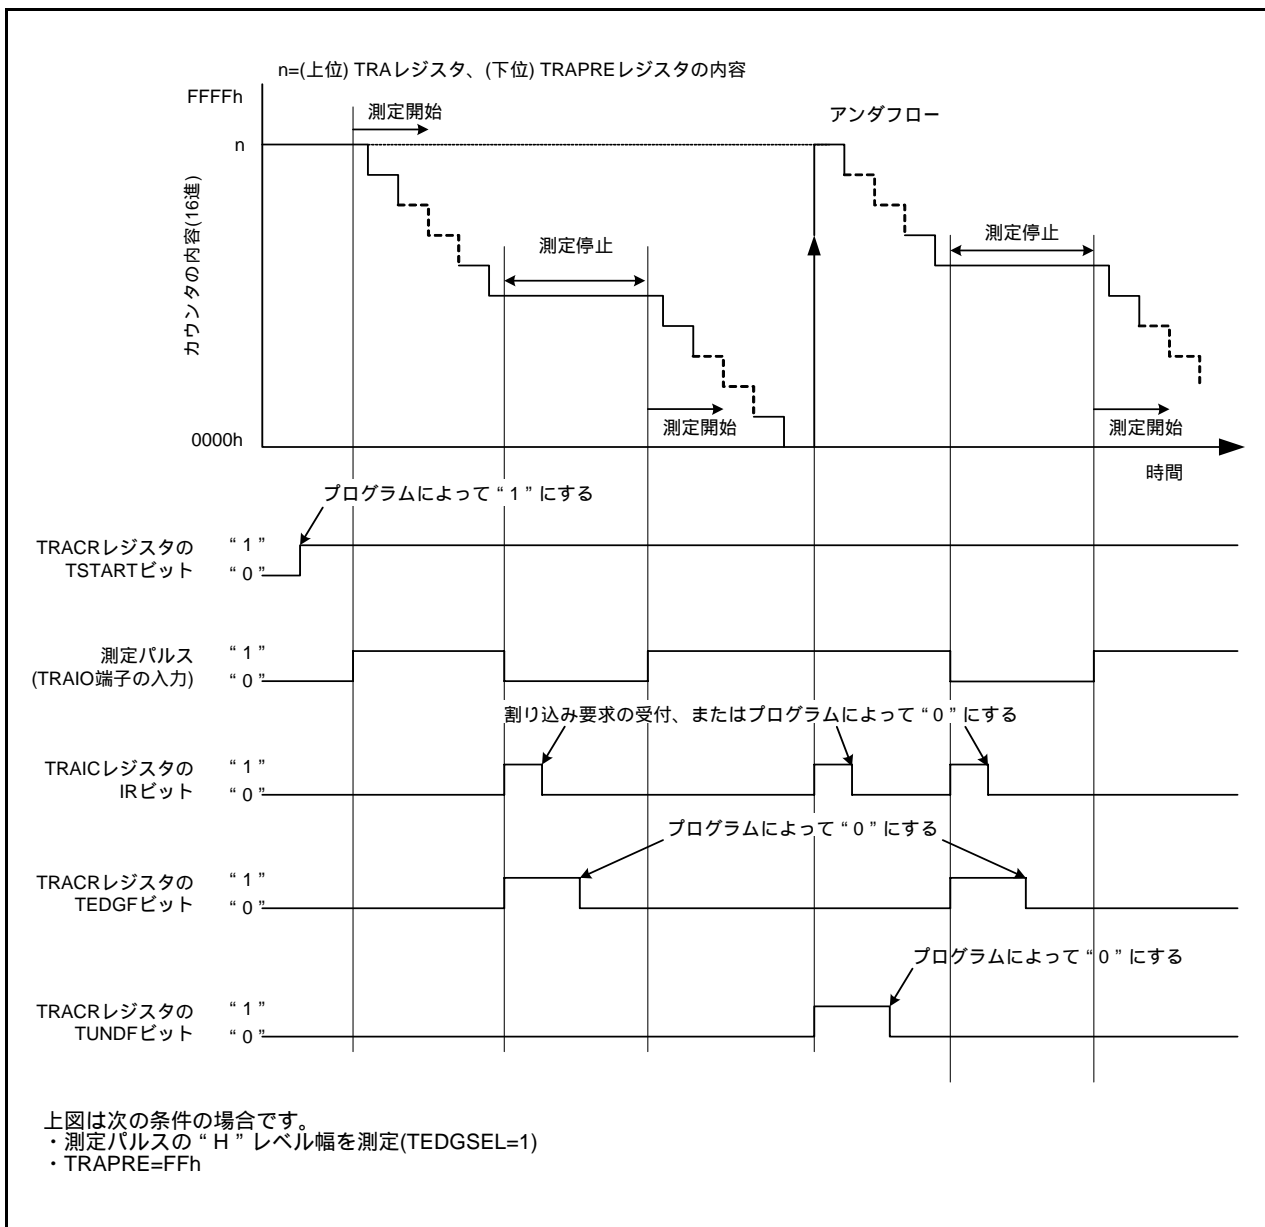 n=(上位) TRAレジスタ、(下位) TRAPREレジスタの内容
FFFFh
測定開始
アンダフロー
n
カウンタの内容(16進)
測定停止
測定停止
測定開始
測定開始
0000h
時間
プログラムによって“1”にする
TRACRレジスタの
TSTARTビット
“1”
“0”
測定パルス
(TRAIO端子の入力)
“1”
“0”
割り込み要求の受付、またはプログラムによって“0”にする
TRAICレジスタの
IRビット
“1”
“0”
プログラムによって“0”にする
TRACRレジスタの
TEDGFビット
“1”
“0”
プログラムによって“0”にする
TRACRレジスタの
TUNDFビット
“1”
“0”
上図は次の条件の場合です。
・測定パルスの“H”レベル幅を測定(TEDGSEL=1)
・TRAPRE=FFh